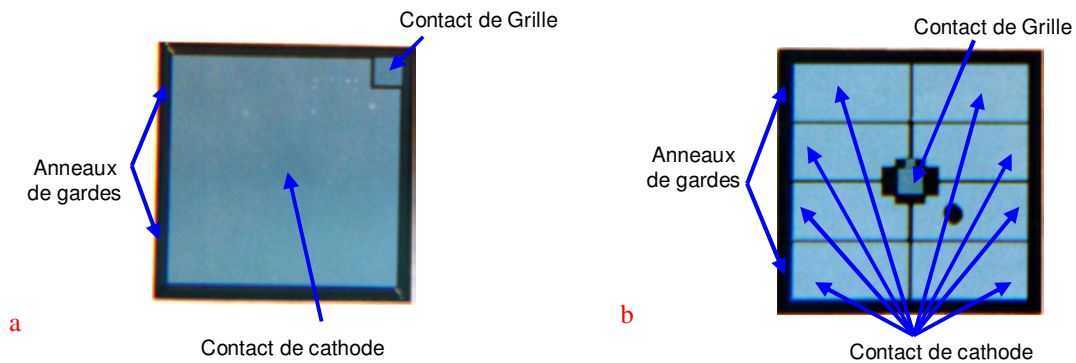 Contact de Grille
Anneaux
de gardes
a
Contact de cathode
Contact de Grille
Anneaux
de gardes
b
Contact de cathode